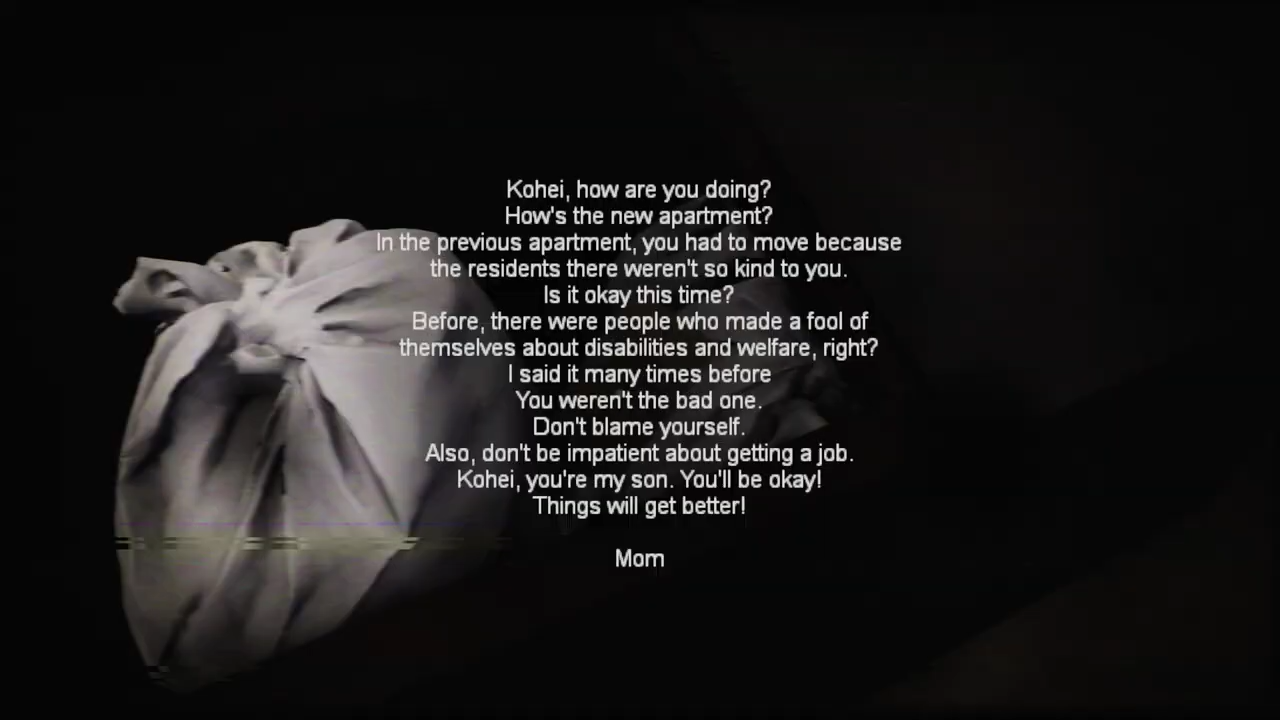 Kohei, how are you doing?
How's the new apartment?
In the previous apartment, you had to move because
the residents there weren't so kind to you.
Is it okay this time?
Before, there were people who made a fool of
themselves about disabilities and welfare, right?
I said it many times before
You weren't the bad one.
Don't blame yourself.
Also, don't be impatient about getting a job.
Kohei, you're my son. You'll be okay!
Things will get better!
Mom